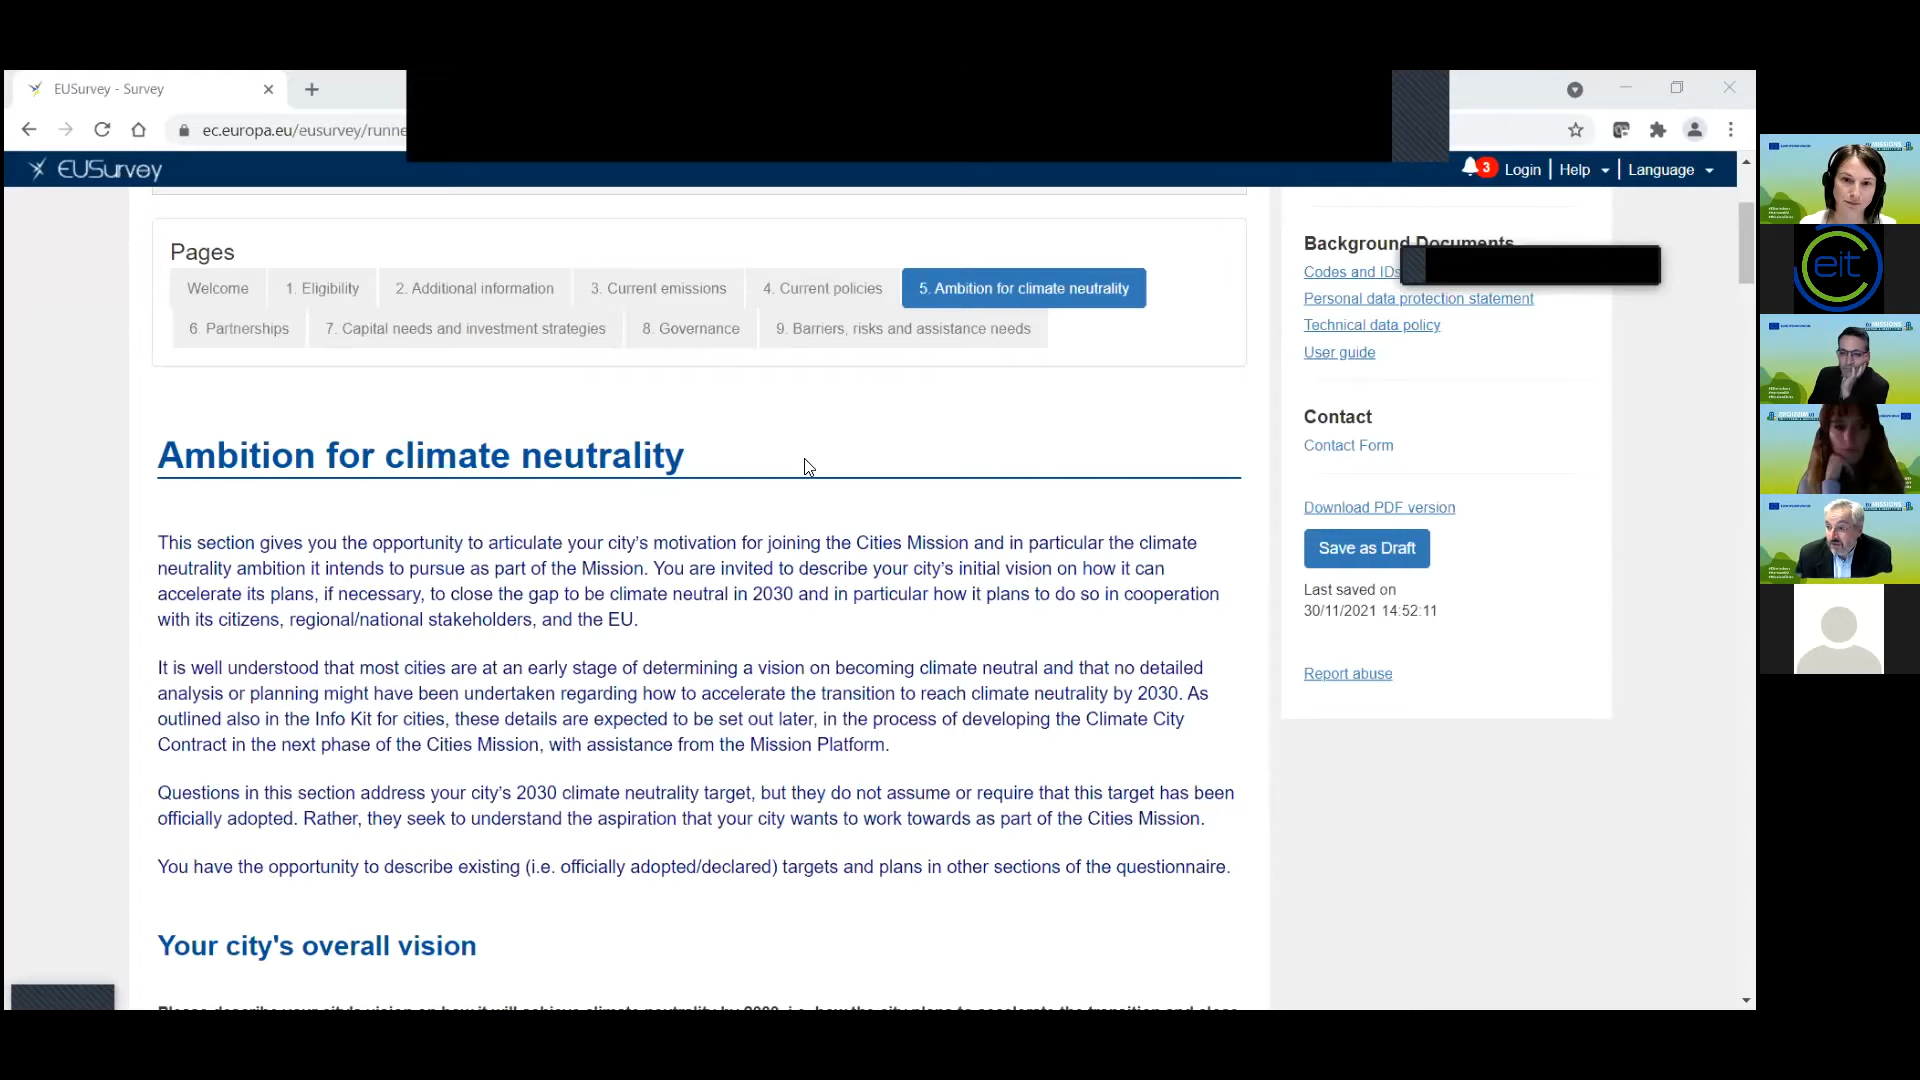 EUSurvey - Survey
ec.europa.eu/eusurvey/runne
EUSurvey
3 Login Help Language
Pages
Welcome 1. Eligibility 2. Additional information 3. Current emissions 4. Current policies 5. Ambition for climate neutrality
6. Partnerships 7. Capital needs and investment strategies 8. Governance 9. Barriers, risks and assistance needs
Ambition for climate neutrality
This section gives you the opportunity to articulate your city's motivation for joining the Cities Mission and in particular the climate
neutrality ambition it intends to pursue as part of the Mission. You are invited to describe your city's initial vision on how it can
accelerate its plans, if necessary, to close the gap to be climate neutral in 2030 and in particular how it plans to do so in cooperation
with its citizens, regional/national stakeholders, and the EU.
It is well understood that most cities are at an early stage of determining a vision on becoming climate neutral and that no detailed
analysis or planning might have been undertaken regarding how to accelerate the transition to reach climate neutrality by 2030. As
outlined also in the Info Kit for cities, these details are expected to be set out later, in the process of developing the Climate City
Contract in the next phase of the Cities Mission, with assistance from the Mission Platform.
Questions in this section address your city's 2030 climate neutrality target, but they do not assume or require that this target has been
officially adopted. Rather, they seek to understand the aspiration that your city wants to work towards as part of the Cities Mission.
You have the opportunity to describe existing (i.e. officially adopted/declared) targets and plans in other sections of the questionnaire.
Your city's overall vision
Background Documents
Codes and IDs
Personal data protection statement
Technical data policy
User guide
Contact
Contact Form
Download PDF version
Save as Draft
Last saved on
30/11/2021 14:52:11
Report abuse
eit